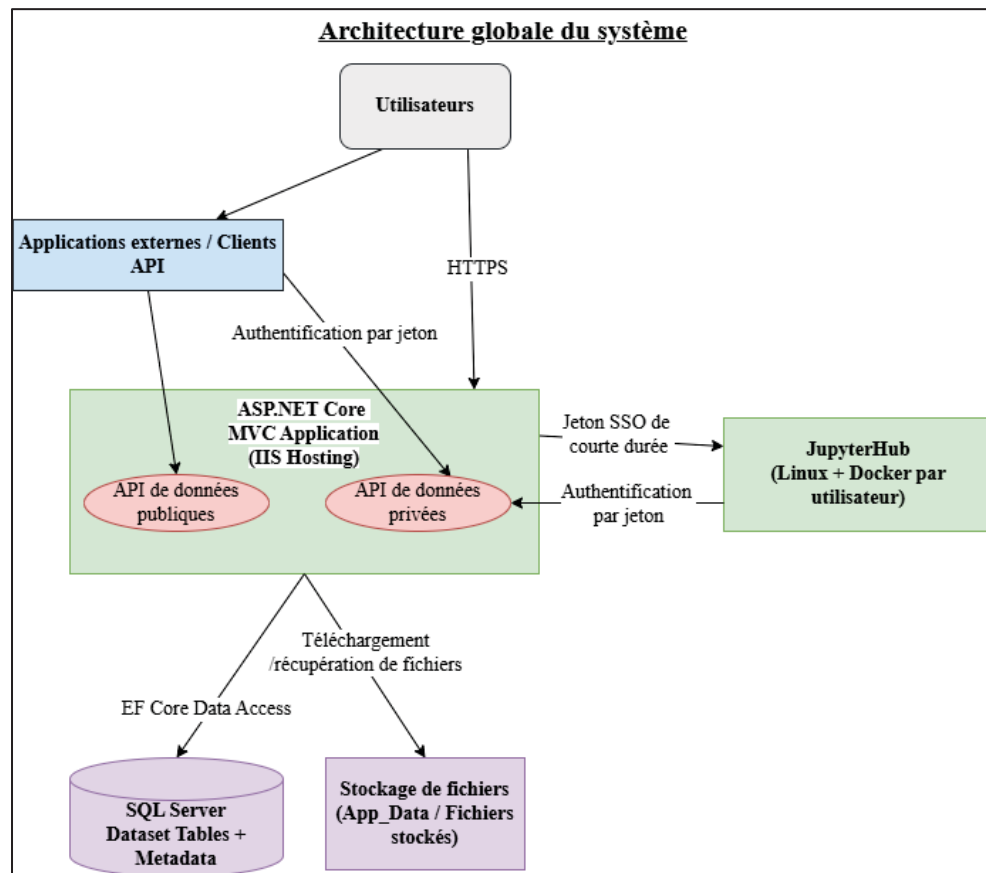 Architecture globale du système
Utilisateurs
Applications externes / Clients
API
HTTPS
Authentification par jeton
ASP.NET Core
MVC Application
(IIS Hosting)
API de données
publiques
API de données
privées
Jeton SSO de
courte durée
Authentification
par jeton
JupyterHub
(Linux + Docker par
utilisateur)
Téléchargement
/récupération de fichiers
EF Core Data Access
SQL Server
Dataset Tables +
Metadata
Stockage de fichiers
(App_Data / Fichiers
stockés)